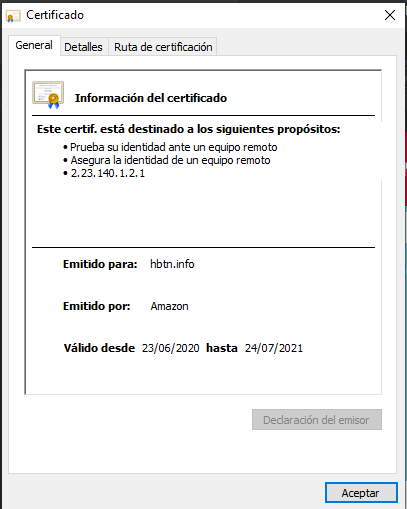 Certificado
General Detalles Ruta de certificación
Información del certificado
Este certif. está destinado a los siguientes propósitos:
• Prueba su identidad ante un equipo remoto
• Asegura la identidad de un equipo remoto
• 2.23.140.1.2.1
Emitido para: hbtn.info
Emitido por: Amazon
Válido desde 23/06/2020 hasta 24/07/2021
Declaración del emisor
Aceptar